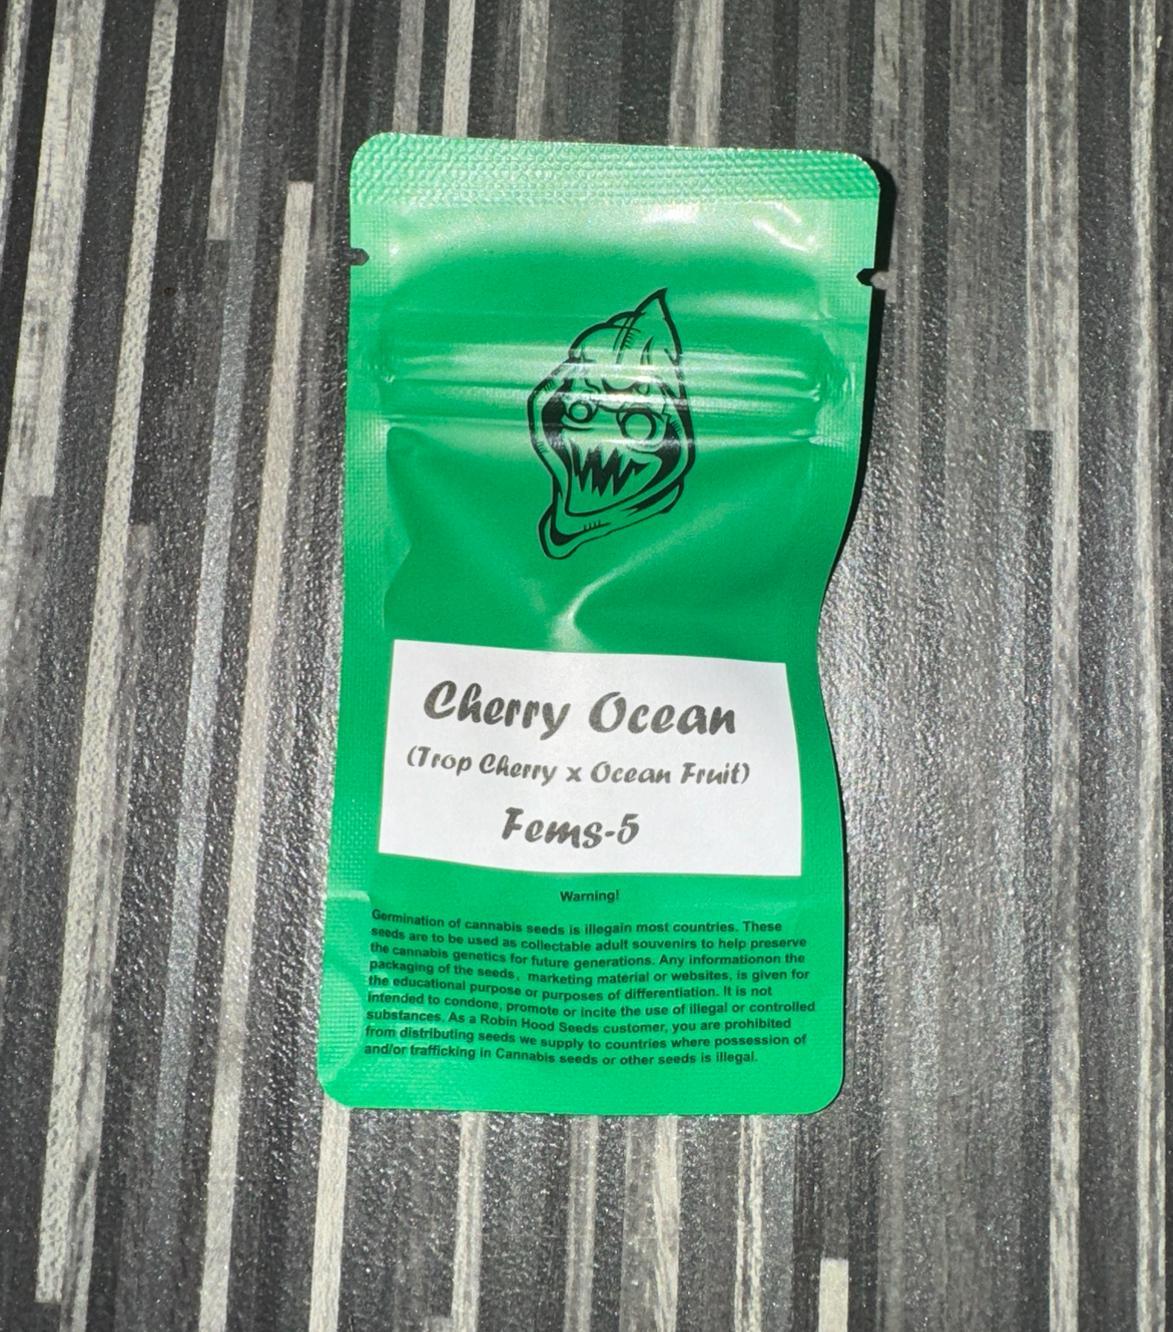 Cherry Ocean
(Trop Cherry x Ocean Fruit)
Fems-5
Warning!
Germination of cannabis seeds is illegain most countries. These
seeds are to be used as collectable adult souvenirs to help preserve
the cannabis genetics for future generations. Any informationon the
packaging of the seeds, marketing material or websites, is given for
the educational purpose or purposes of differentiation. It is not
intended to condone, promote or incite the use of illegal or controlled
substances. As a Robin Hood Seeds customer, you are prohibited
from distributing seeds we supply to countries where possession of
and/or trafficking in Cannabis seeds or other seeds is illegal.